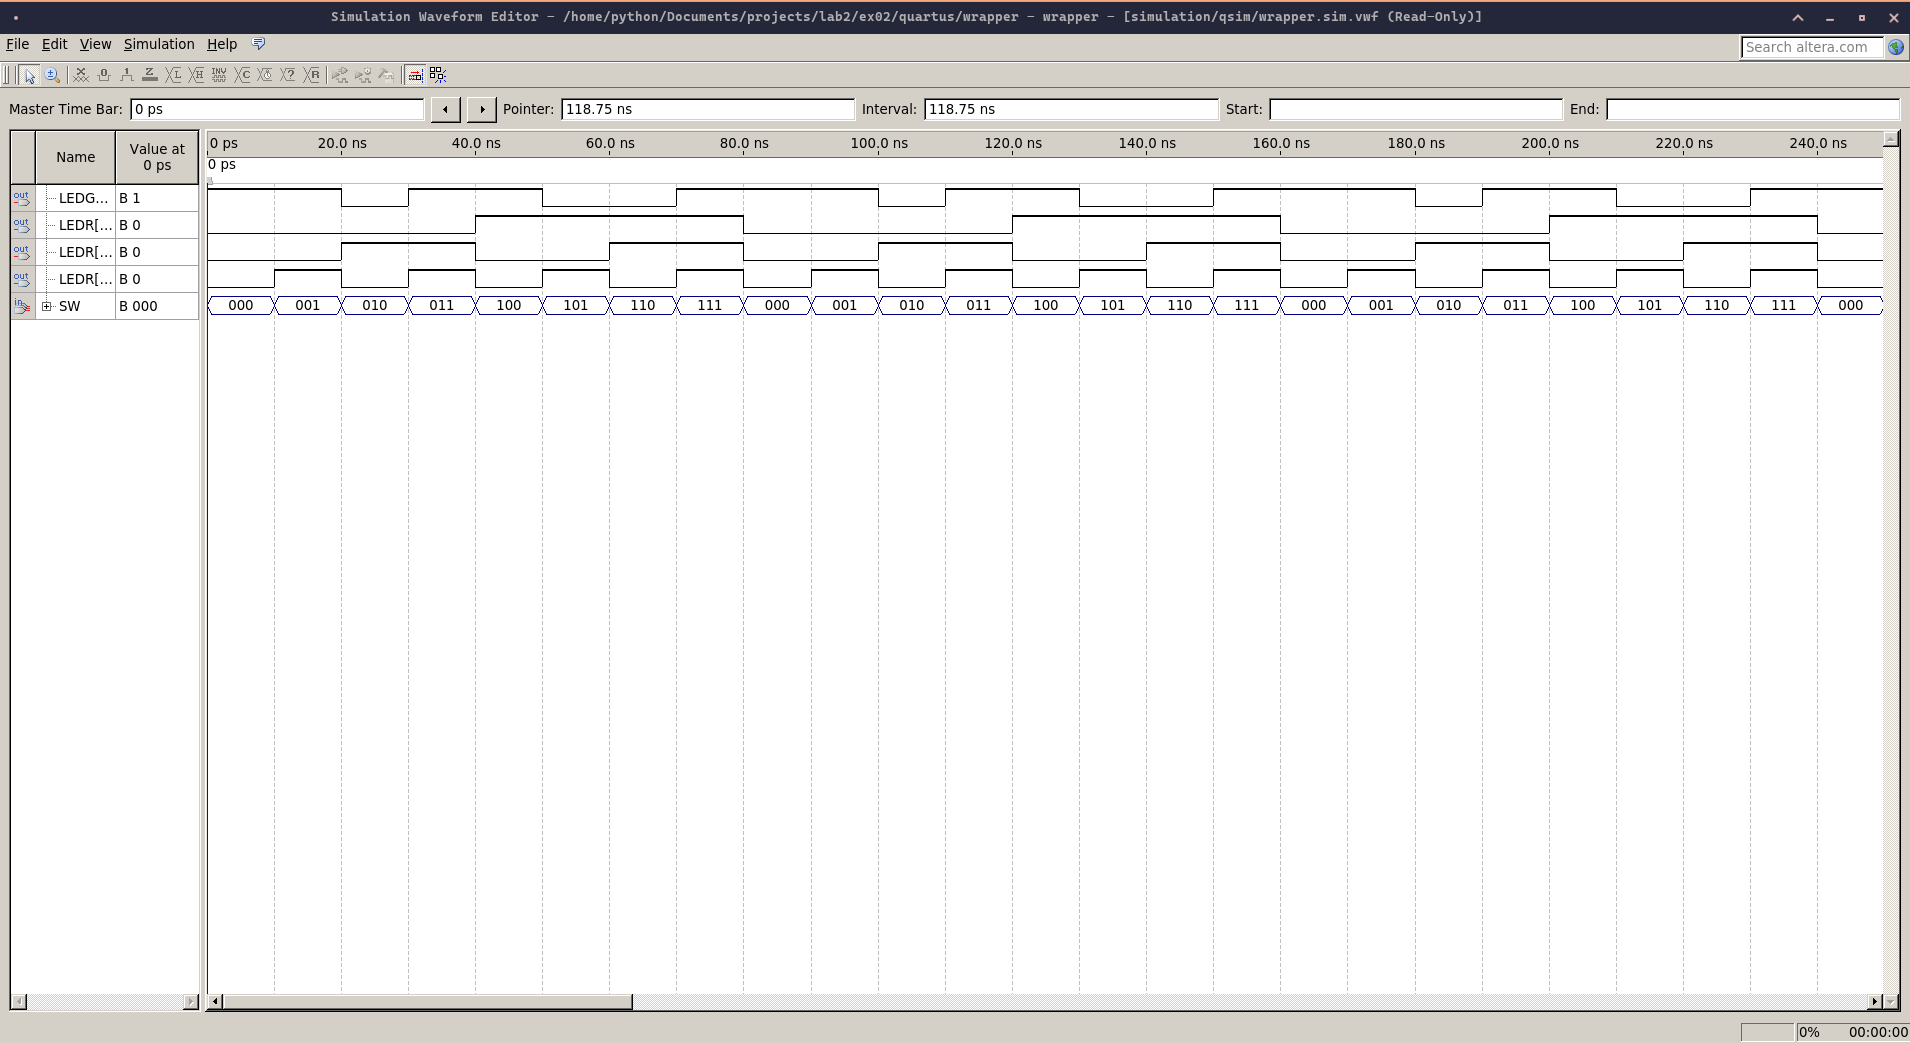 Simulation Waveform Editor - /home/python/Documents/projects/lab2/ex02/quartus/wrapper - wrapper - [simulation/qsim/wrapper.sim.vwf (Read-Only)]
File Edit View Simulation Help
Search altera.com
Master Time Bar: 0 ps Pointer: 118.75 ns Interval: 118.75 ns Start: End:
Name Value at 0 ps
0 ps 20.0 ns 40.0 ns 60.0 ns 80.0 ns 100.0 ns 120.0 ns 140.0 ns 160.0 ns 180.0 ns 200.0 ns 220.0 ns 240.0 ns
0 ps
out LEDG... B 1
out LEDR[... B 0
out LEDR[... B 0
out LEDR[... B 0
in SW B 000 000 001 010 011 100 101 110 111 000 001 010 011 100 101 110 111 000 001 010 011 100 101 110 111 000
0% 00:00:00